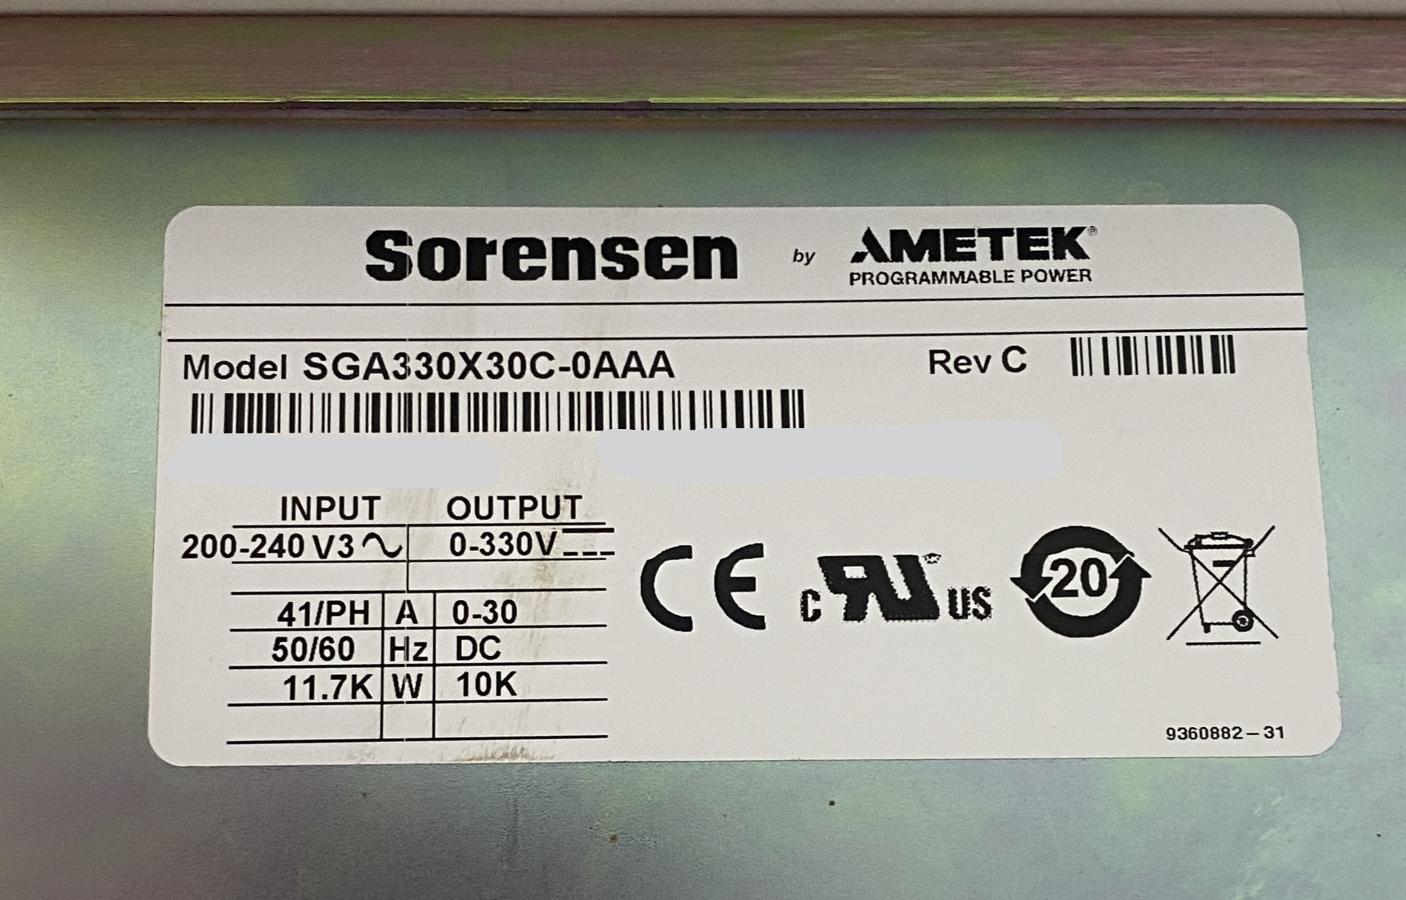 Sorensen by AMETEK®
PROGRAMMABLE POWER
Model SGA330X30C-0AAA Rev C
INPUT OUTPUT
200-240 V3 ∿ 0-330V
41/PH A 0-30
50/60 Hz DC
11.7K W 10K
CE C RU US 20
9360882-31